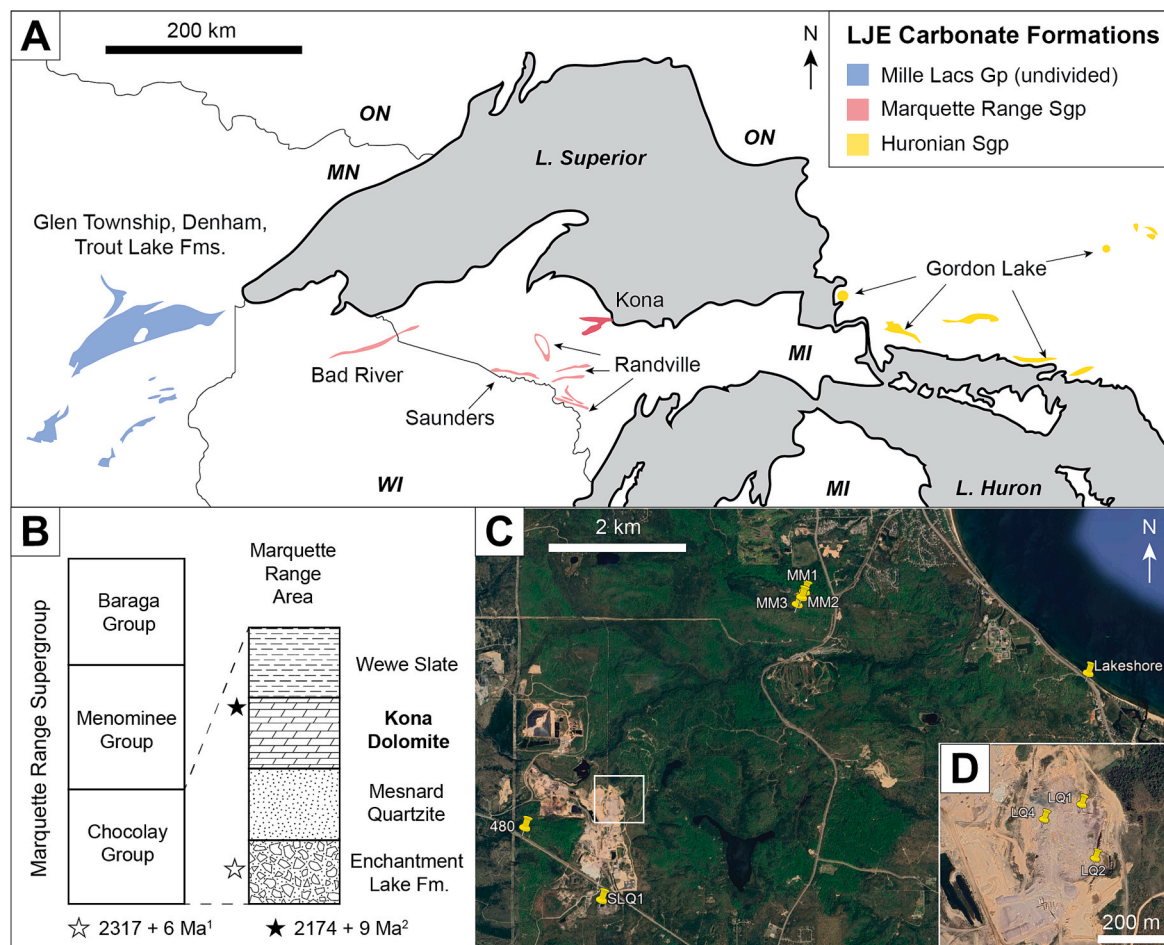 A
200 km
N
LJE Carbonate Formations
Mille Lacs Gp (undivided)
Marquette Range Sgp
Huronian Sgp
ON
MN
ON
L. Superior
Glen Township, Denham,
Trout Lake Fms.
Gordon Lake
Kona
Bad River
Randville
MI
Saunders
WI
MI
L. Huron
B
Marquette Range Supergroup
Baraga
Group
Menominee
Group
Chocolay
Group
Marquette
Range
Area
Wewe Slate
Kona
Dolomite
Mesnard
Quartzite
Enchantment
Lake Fm.
☆ 2317 + 6 Ma¹
★ 2174 + 9 Ma²
C
2 km
N
MM1
MM3
MM2
Lakeshore
480
SLQ1
D
LQ1
LQ4
LQ2
200 m